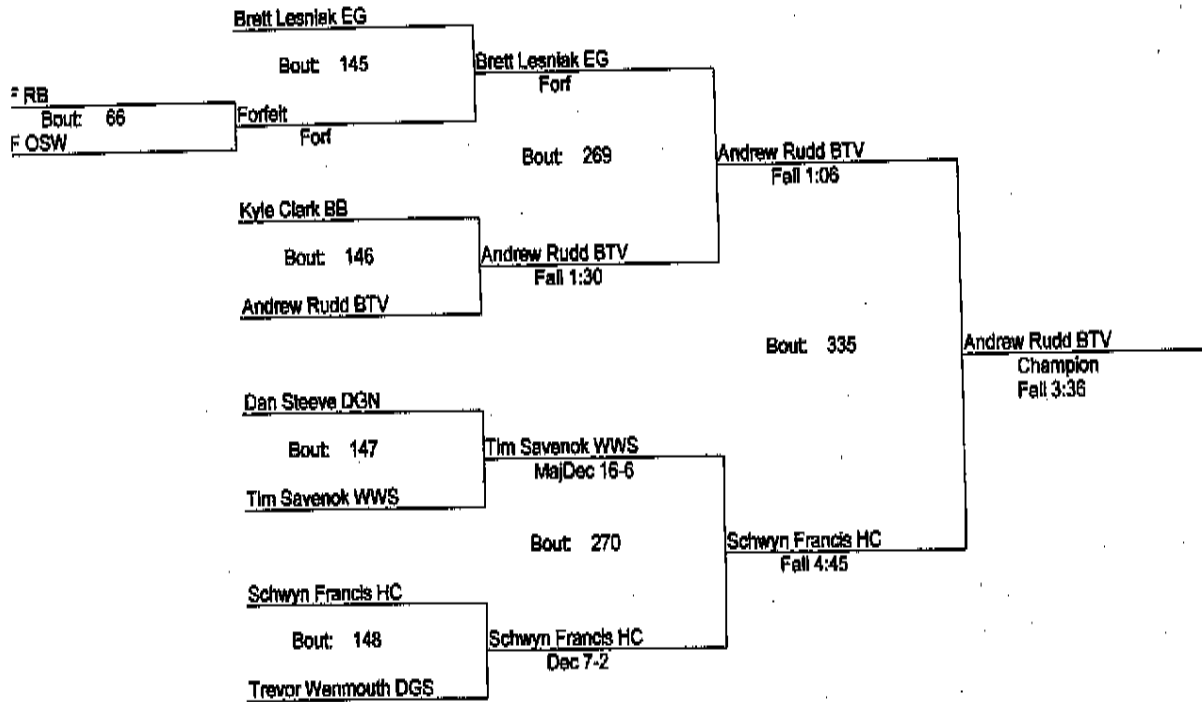 Brett Lesniak EG
Bout: 145
Brett Lesniak EG
Forf
F RB
Bout: 66
F OSW
Forfeit
Forf
Bout: 269
Andrew Rudd BTV
Fall 1:06
Kyle Clark BB
Bout: 146
Andrew Rudd BTV
Fall 1:30
Andrew Rudd BTV
Bout: 335
Andrew Rudd BTV
Champion
Fall 3:36
Dan Steeve DGN
Bout: 147
Tim Savenok WWS
MajDec 16-6
Tim Savenok WWS
Bout: 270
Schwyn Francis HC
Fall 4:45
Schwyn Francis HC
Bout: 148
Schwyn Francis HC
Dec 7-2
Trevor Wenmouth DGS